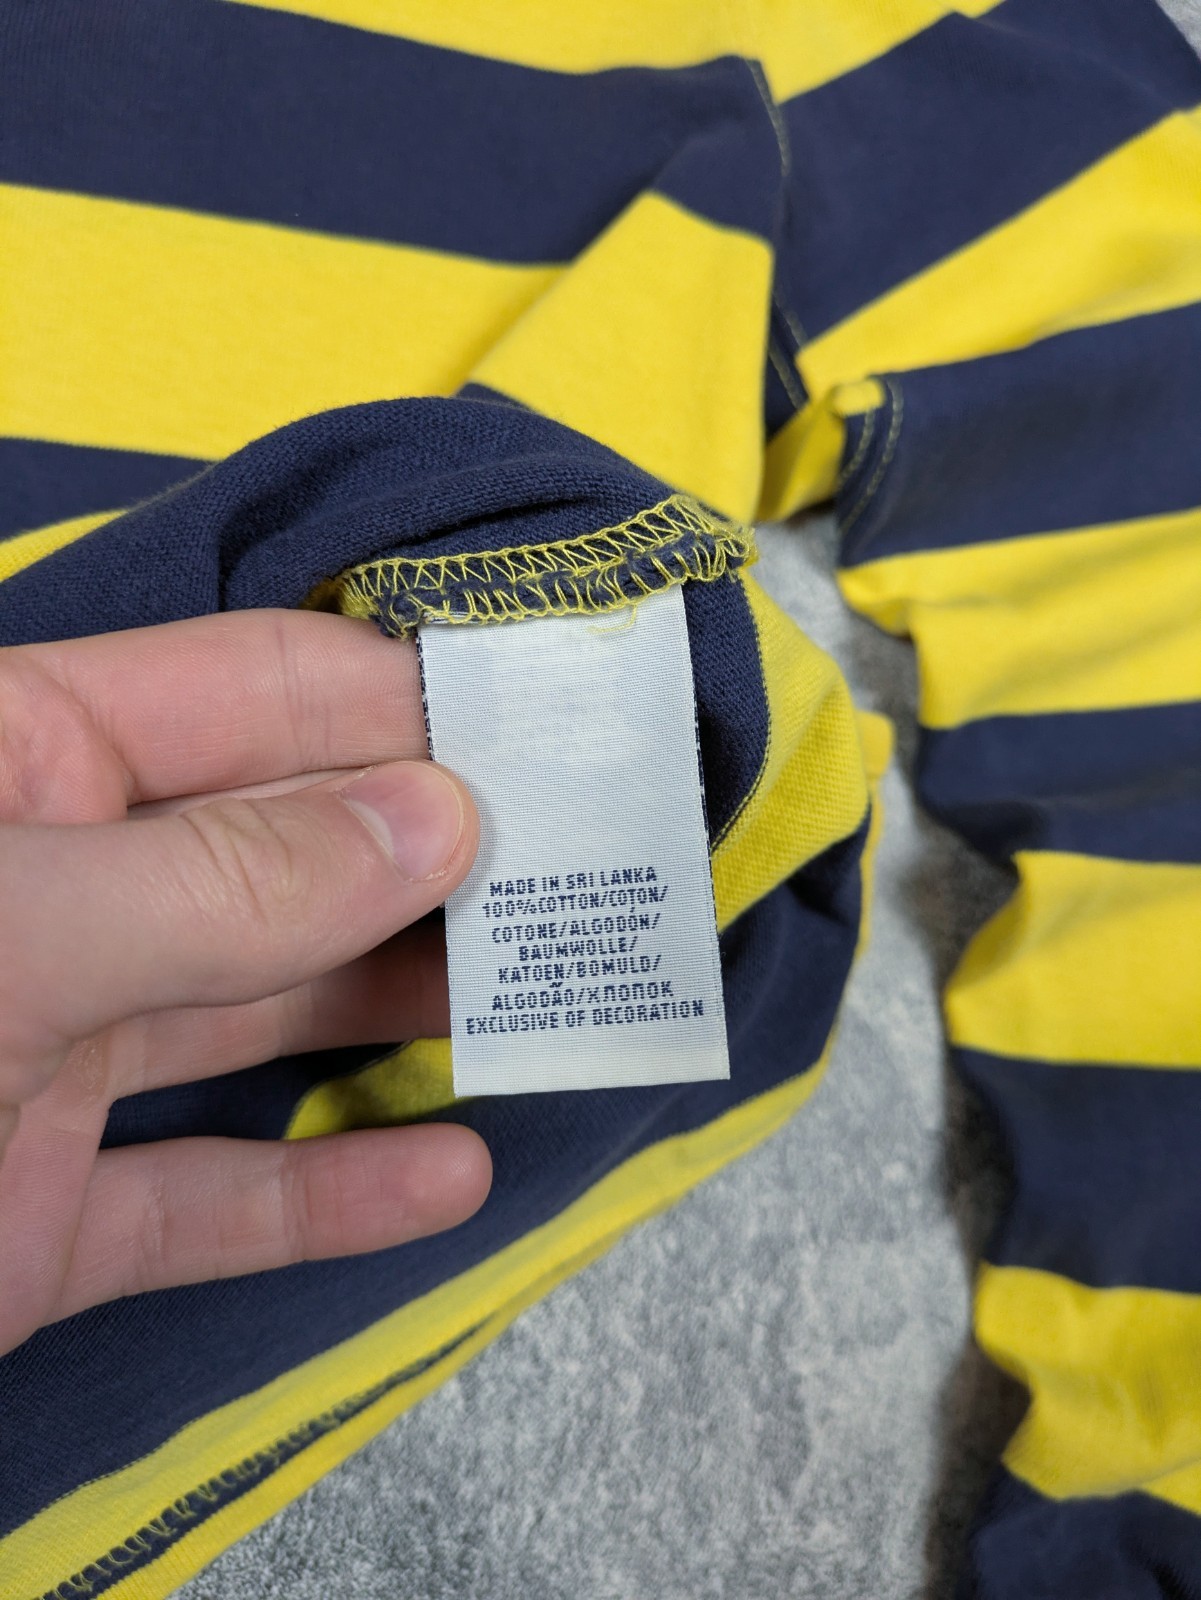 MADE IN SRI LANKA
100%COTTON/COTON/
COTONE/ALGODÓN/
BAUMWOLLE/
KATOEN/BOMULD/
ALGODÃO/ХЛОПОК
EXCLUSIVE OF DECORATION